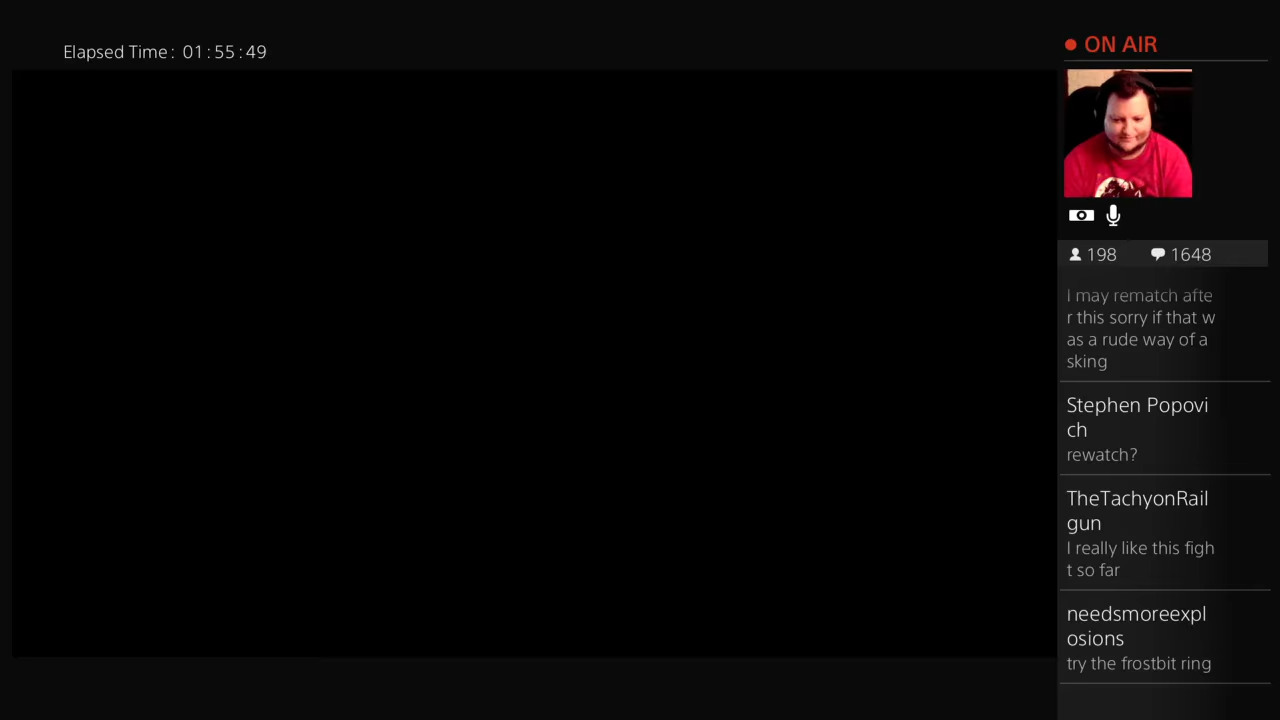 Elapsed Time: 01:55:49
ON AIR
198 1648
I may rematch afte
r this sorry if that w
as a rude way of a
sking
Stephen Popovi
ch
rewatch?
TheTachyonRail
gun
I really like this figh
t so far
needsmoreexpl
osions
try the frostbit ring